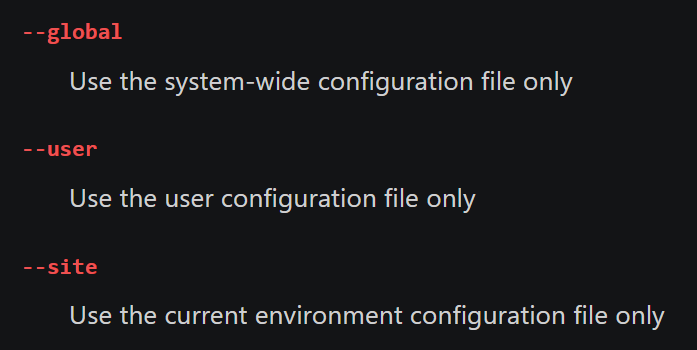 --global
Use the system-wide configuration file only
--user
Use the user configuration file only
--site
Use the current environment configuration file only